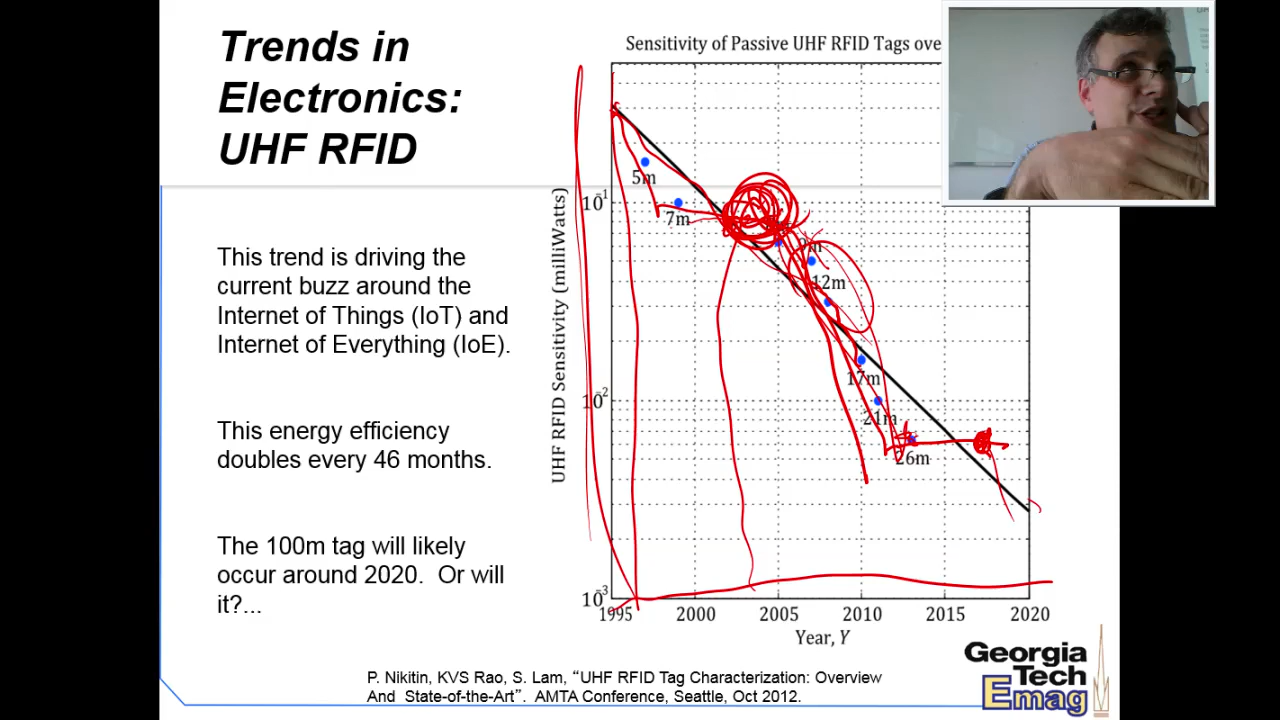 Trends in
Electronics:
UHF RFID
This trend is driving the
current buzz around the
Internet of Things (IoT) and
Internet of Everything (IoE).
This energy efficiency
doubles every 46 months.
The 100m tag will likely
occur around 2020. Or will
it?...
Sensitivity of Passive UHF RFID Tags ove
UHF RFID Sensitivity (milliWatts)
5m
7m
12m
17m
21m
26m
1995
2000
2005
2010
2015
2020
Year, Y
P. Nikitin, KVS Rao, S. Lam, “UHF RFID Tag Characterization: Overview
And State-of-the-Art”. AMTA Conference, Seattle, Oct 2012.
Georgia
Tech
Emag